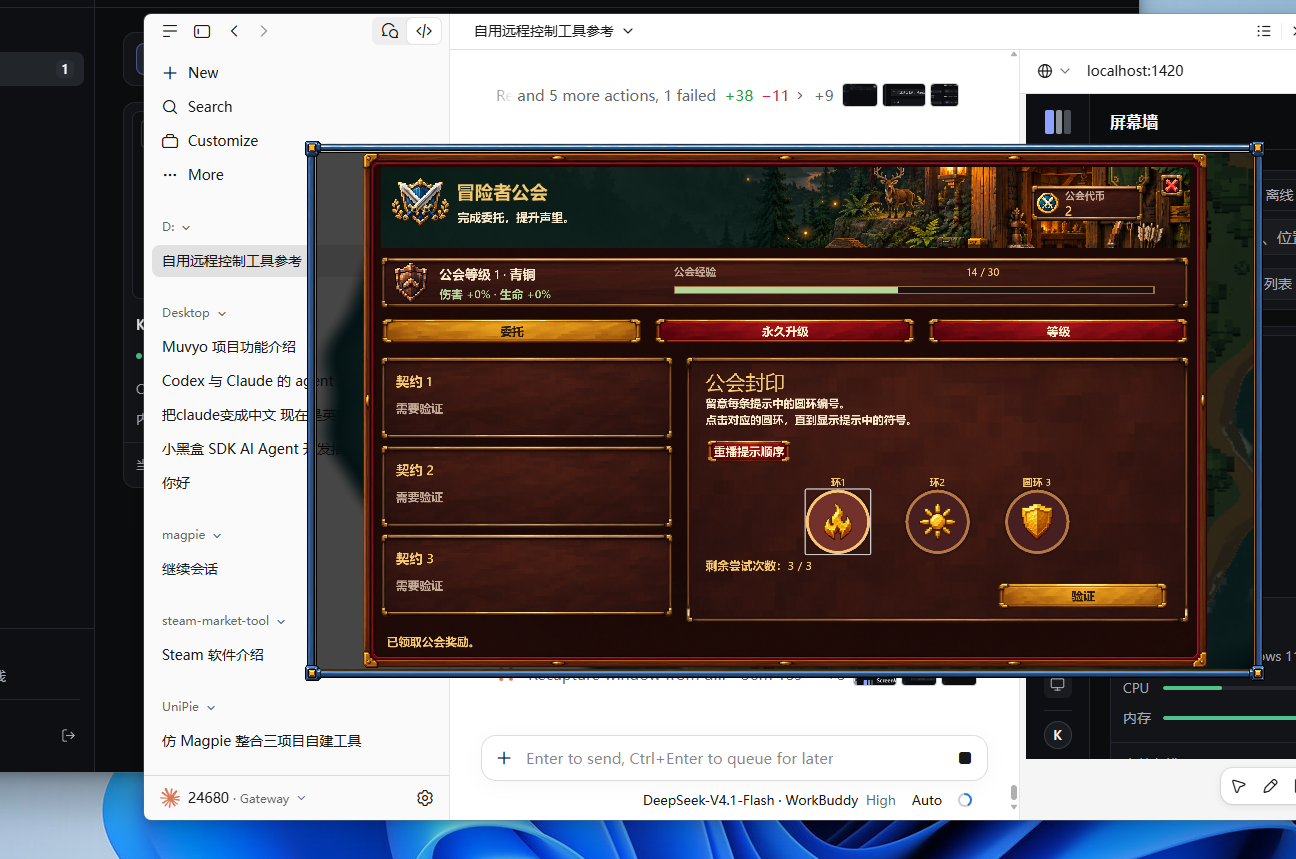 1
自用远程控制工具参考
New
Search
Customize
More
D:
自用远程控制工具参考
Desktop
Muvyo 项目功能介绍
Codex 与 Claude 的 agent
把claude变成中文 现在是英
小黑盒 SDK AI Agent 开发接
你好
magpie
继续会话
steam-market-tool
Steam 软件介绍
UniPie
仿 Magpie 整合三项目自建工具
24680 · Gateway
and 5 more actions, 1 failed +38 −11 +9
localhost:1420
屏幕墙
离线
、位置
列表
冒险者公会
完成委托，提升声望。
公会代币
2
公会等级 1 · 青铜
伤害 +0% · 生命 +0%
公会经验
14 / 30
委托
永久升级
等级
契约 1
需要验证
契约 2
需要验证
契约 3
需要验证
公会封印
留意每条提示中的圆环编号。
点击对应的圆环，直到显示提示中的符号。
重播提示顺序
环1
环2
圆环 3
剩余尝试次数：3 / 3
验证
已领取公会奖励。
Enter to send, Ctrl+Enter to queue for later
DeepSeek-V4.1-Flash · WorkBuddy High Auto
CPU
内存
K